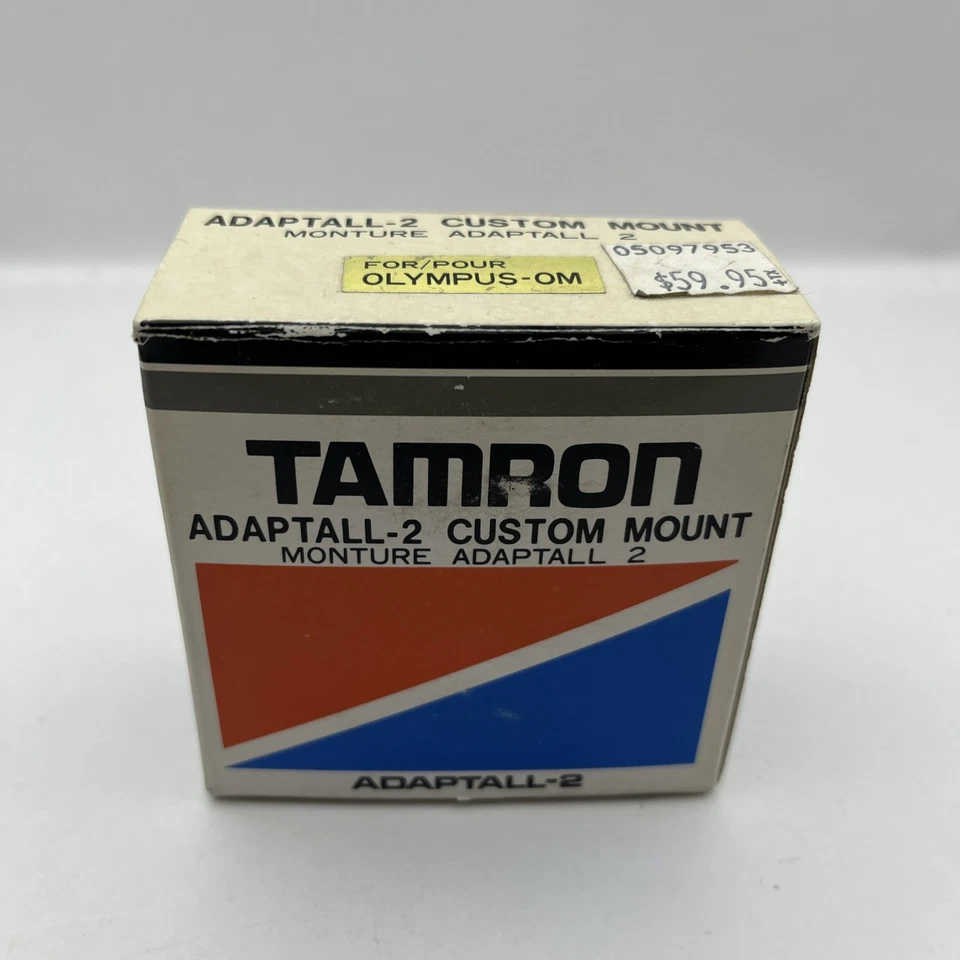 ADAPTALL-2 CUSTOM MOUNT
MONTURE ADAPTALL 2
FOR/POUR
OLYMPUS-OM
05097953
$59.95
TAMRON
ADAPTALL-2 CUSTOM MOUNT
MONTURE ADAPTALL 2
ADAPTALL-2